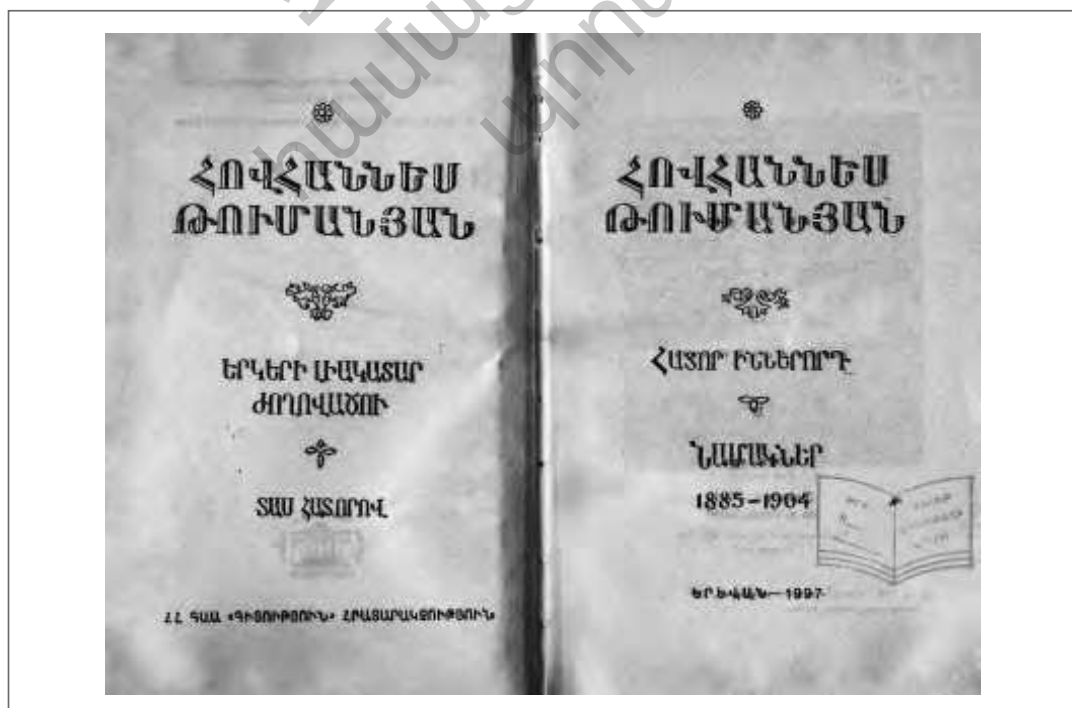 ՀՈՎՀԱՆՆԵՍ
ԹՈՒՄԱՆՅԱՆ
ԵՐԿԵՐԻ ԼԻԱԿԱՏԱՐ
ԺՈՂՈՎԱԾՈՒ
ՏԱՍ ՀԱՏՈՐՈՎ
ՀՀ ԳԱԱ «ԳԻՏՈՒԹՅՈՒՆ» ՀՐԱՏԱՐԱԿՉՈՒԹՅՈՒՆ
ՀՈՎՀԱՆՆԵՍ
ԹՈՒՄԱՆՅԱՆ
ՀԱՏՈՐ ԻՆՆԵՐՈՐԴ
ՆԱՄԱԿՆԵՐ
1885–1904
ԵՐԵՎԱՆ—1997